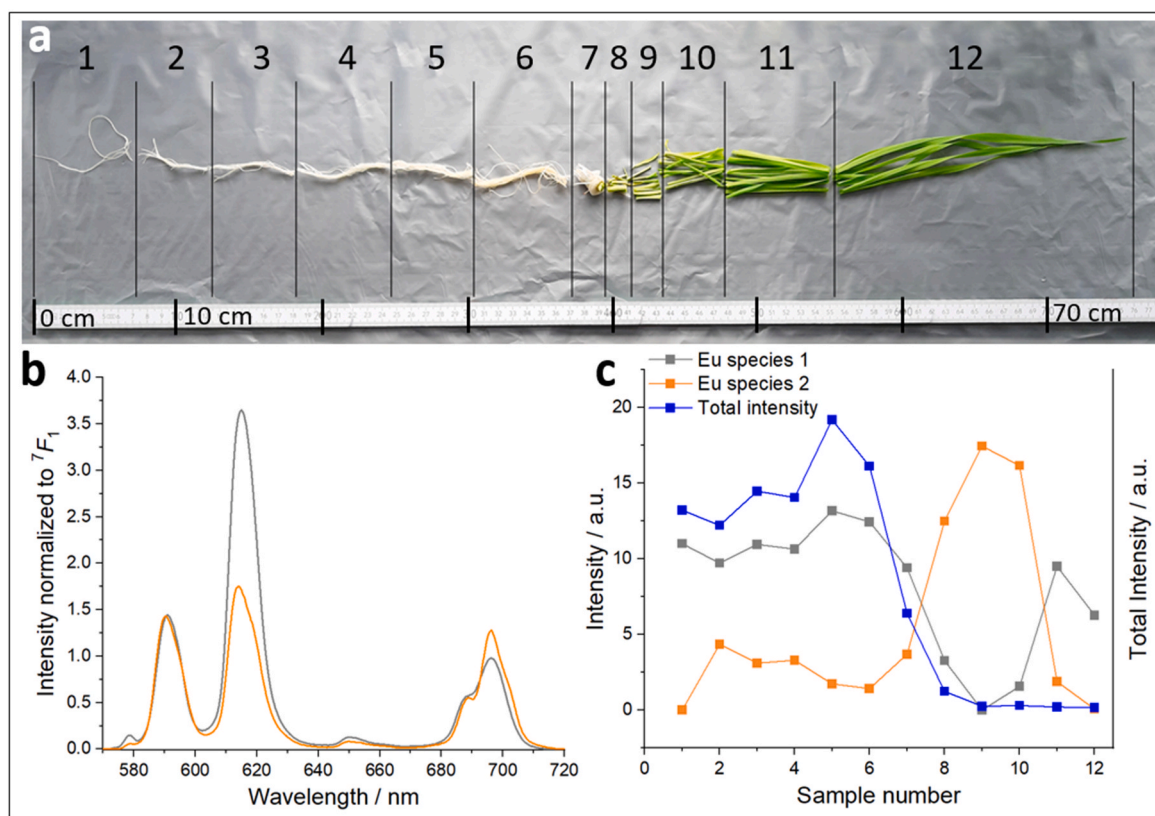 a
1 2 3 4 5 6 7 8 9 10 11 12
0 cm 10 cm 70 cm
b
Intensity normalized to ⁷F₁
4.0
3.5
3.0
2.5
2.0
1.5
1.0
0.5
0.0
580 600 620 640 660 680 700 720
Wavelength / nm
c
Eu species 1
Eu species 2
Total intensity
Intensity / a.u.
20
15
10
5
0
0 2 4 6 8 10 12
Sample number
Total Intensity / a.u.